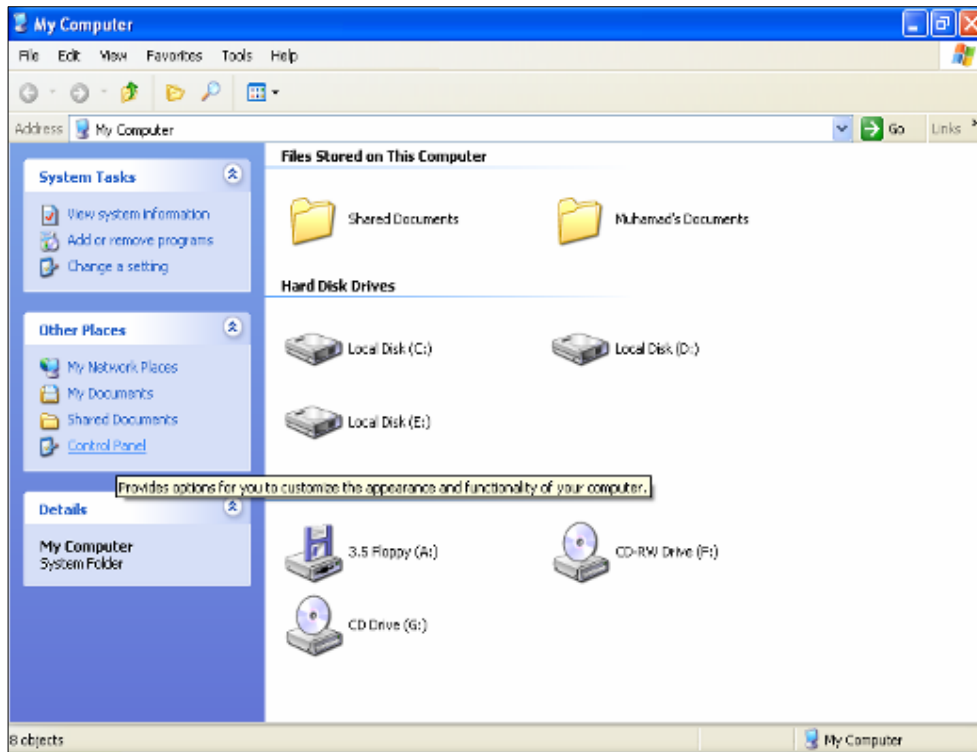 My Computer
File Edit View Favorites Tools Help
Address My Computer Go Links
System Tasks
View system information
Add or remove programs
Change a setting
Other Places
My Network Places
My Documents
Shared Documents
Control Panel
Provides options for you to customize the appearance and functionality of your computer.
Details
My Computer
System Folder
Files Stored on This Computer
Shared Documents Muhamad's Documents
Hard Disk Drives
Local Disk (C:) Local Disk (D:)
Local Disk (E:)
3.5 Floppy (A:) CD-RW Drive (F:)
CD Drive (G:)
8 objects My Computer